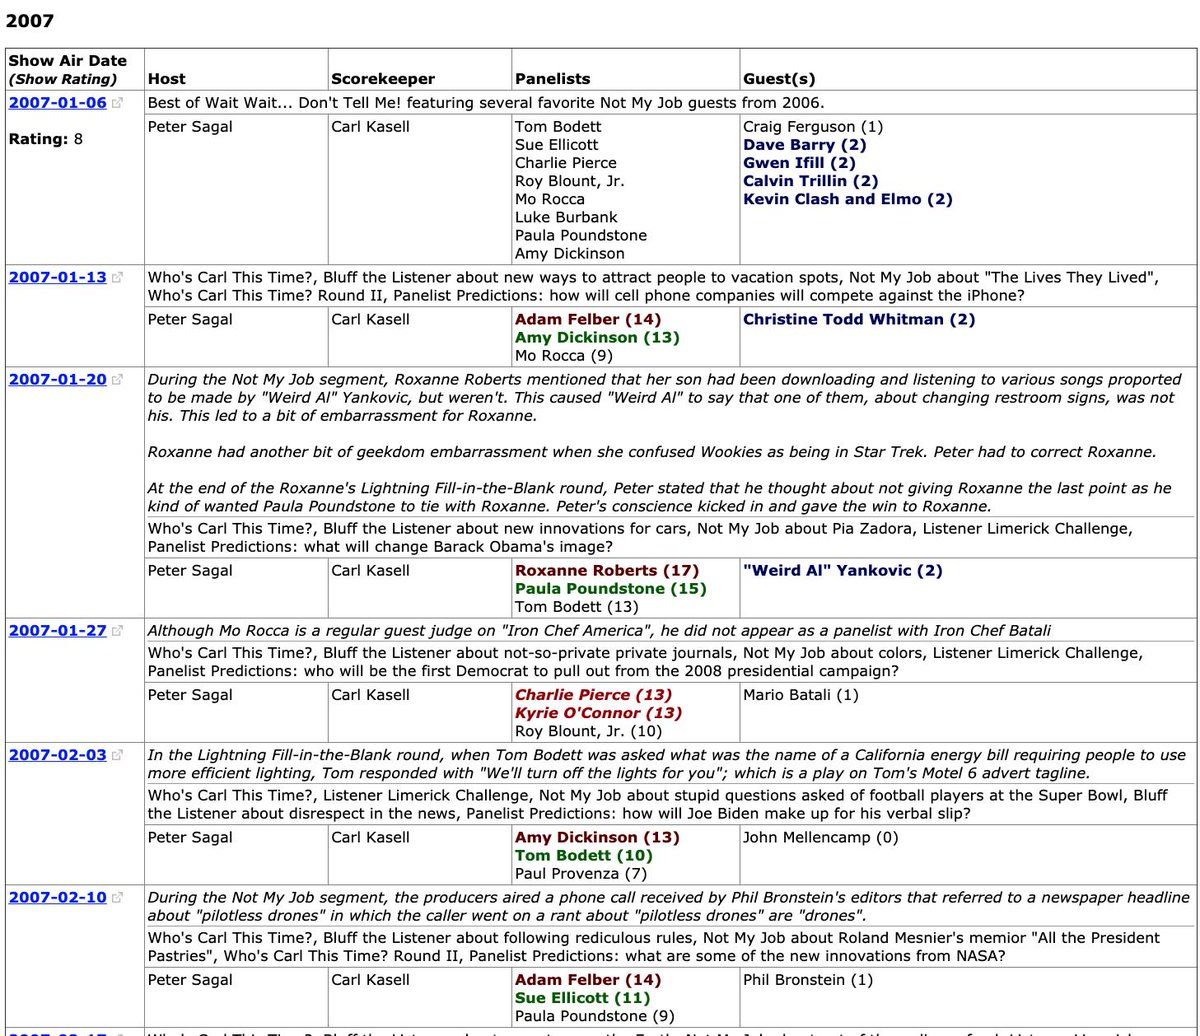 2007
Show Air Date
(Show Rating) Host Scorekeeper Panelists Guest(s)
2007-01-06 Best of Wait Wait... Don't Tell Me! featuring several favorite Not My Job guests from 2006.
Rating: 8
Peter Sagal Carl Kasell Tom Bodett Craig Ferguson (1)
Sue Ellicott Dave Barry (2)
Charlie Pierce Gwen Ifill (2)
Roy Blount, Jr. Calvin Trillin (2)
Mo Rocca Kevin Clash and Elmo (2)
Luke Burbank
Paula Poundstone
Amy Dickinson
2007-01-13 Who's Carl This Time?, Bluff the Listener about new ways to attract people to vacation spots, Not My Job about "The Lives They Lived",
Who's Carl This Time? Round II, Panelist Predictions: how will cell phone companies will compete against the iPhone?
Peter Sagal Carl Kasell Adam Felber (14) Christine Todd Whitman (2)
Amy Dickinson (13)
Mo Rocca (9)
2007-01-20 During the Not My Job segment, Roxanne Roberts mentioned that her son had been downloading and listening to various songs proported
to be made by "Weird Al" Yankovic, but weren't. This caused "Weird Al" to say that one of them, about changing restroom signs, was not
his. This led to a bit of embarrassment for Roxanne.
Roxanne had another bit of geekdom embarrassment when she confused Wookies as being in Star Trek. Peter had to correct Roxanne.
At the end of the Roxanne's Lightning Fill-in-the-Blank round, Peter stated that he thought about not giving Roxanne the last point as he
kind of wanted Paula Poundstone to tie with Roxanne. Peter's conscience kicked in and gave the win to Roxanne.
Who's Carl This Time?, Bluff the Listener about new innovations for cars, Not My Job about Pia Zadora, Listener Limerick Challenge,
Panelist Predictions: what will change Barack Obama's image?
Peter Sagal Carl Kasell Roxanne Roberts (17) "Weird Al" Yankovic (2)
Paula Poundstone (15)
Tom Bodett (13)
2007-01-27 Although Mo Rocca is a regular guest judge on "Iron Chef America", he did not appear as a panelist with Iron Chef Batali
Who's Carl This Time?, Bluff the Listener about not-so-private private journals, Not My Job about colors, Listener Limerick Challenge,
Panelist Predictions: who will be the first Democrat to pull out from the 2008 presidential campaign?
Peter Sagal Carl Kasell Charlie Pierce (13) Mario Batali (1)
Kyrie O'Connor (13)
Roy Blount, Jr. (10)
2007-02-03 In the Lightning Fill-in-the-Blank round, when Tom Bodett was asked what was the name of a California energy bill requiring people to use
more efficient lighting, Tom responded with "We'll turn off the lights for you"; which is a play on Tom's Motel 6 advert tagline.
Who's Carl This Time?, Listener Limerick Challenge, Not My Job about stupid questions asked of football players at the Super Bowl, Bluff
the Listener about disrespect in the news, Panelist Predictions: how will Joe Biden make up for his verbal slip?
Peter Sagal Carl Kasell Amy Dickinson (13) John Mellencamp (0)
Tom Bodett (10)
Paul Provenza (7)
2007-02-10 During the Not My Job segment, the producers aired a phone call received by Phil Bronstein's editors that referred to a newspaper headline
about "pilotless drones" in which the caller went on a rant about "pilotless drones" are "drones".
Who's Carl This Time?, Bluff the Listener about following rediculous rules, Not My Job about Roland Mesnier's memior "All the President
Pastries", Who's Carl This Time? Round II, Panelist Predictions: what are some of the new innovations from NASA?
Peter Sagal Carl Kasell Adam Felber (14) Phil Bronstein (1)
Sue Ellicott (11)
Paula Poundstone (9)